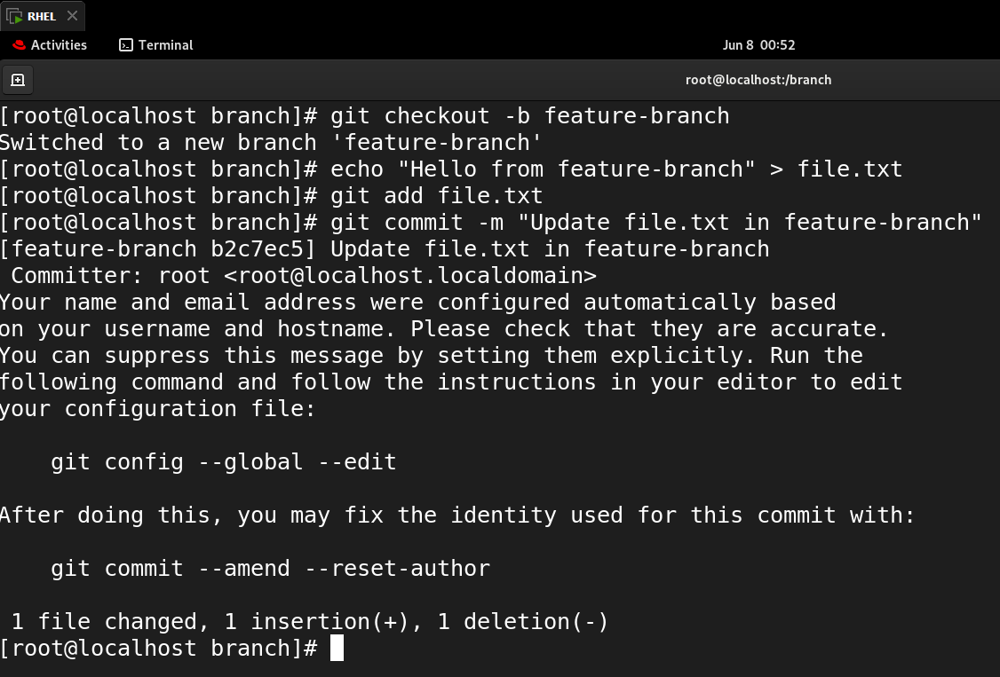 RHEL
Activities Terminal Jun 8 00:52
root@localhost:/branch
[root@localhost branch]# git checkout -b feature-branch
Switched to a new branch 'feature-branch'
[root@localhost branch]# echo "Hello from feature-branch" > file.txt
[root@localhost branch]# git add file.txt
[root@localhost branch]# git commit -m "Update file.txt in feature-branch"
[feature-branch b2c7ec5] Update file.txt in feature-branch
 Committer: root <root@localhost.localdomain>
Your name and email address were configured automatically based
on your username and hostname. Please check that they are accurate.
You can suppress this message by setting them explicitly. Run the
following command and follow the instructions in your editor to edit
your configuration file:
    git config --global --edit
After doing this, you may fix the identity used for this commit with:
    git commit --amend --reset-author
 1 file changed, 1 insertion(+), 1 deletion(-)
[root@localhost branch]#